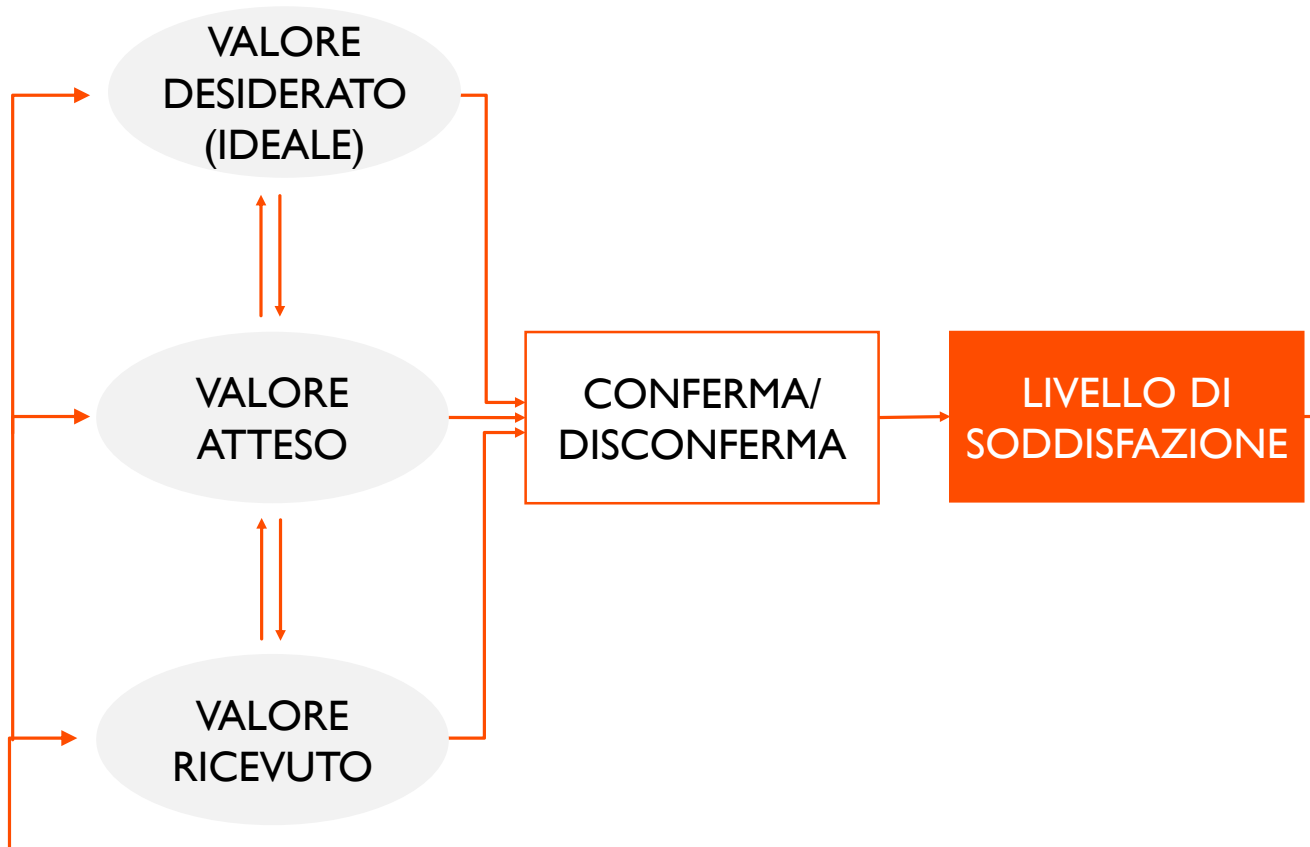 VALORE
DESIDERATO
(IDEALE)
VALORE
ATTESO
CONFERMA/
DISCONFERMA
LIVELLO DI
SODDISFAZIONE
VALORE
RICEVUTO